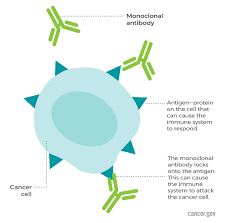 Monoclonal
antibody
Antigen–protein
on the cell that can
cause the immune
system to respond.
The monoclonal
antibody locks
onto the antigen.
This can cause
the immune
system to attack
the cancer cell.
Cancer
cell
cancer.gov